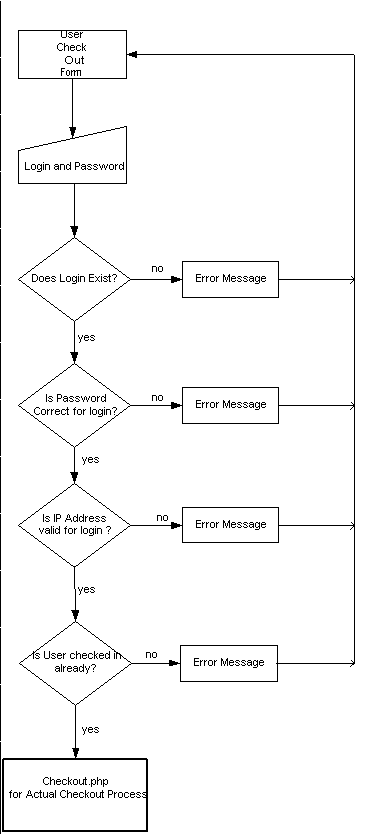 User
Check
Out
Form
Login and Password
Does Login Exist?
no
Error Message
yes
Is Password
Correct for login?
no
Error Message
yes
Is IP Address
valid for login ?
no
Error Message
yes
Is User checked in
already?
no
Error Message
yes
Checkout.php
for Actual Checkout Process